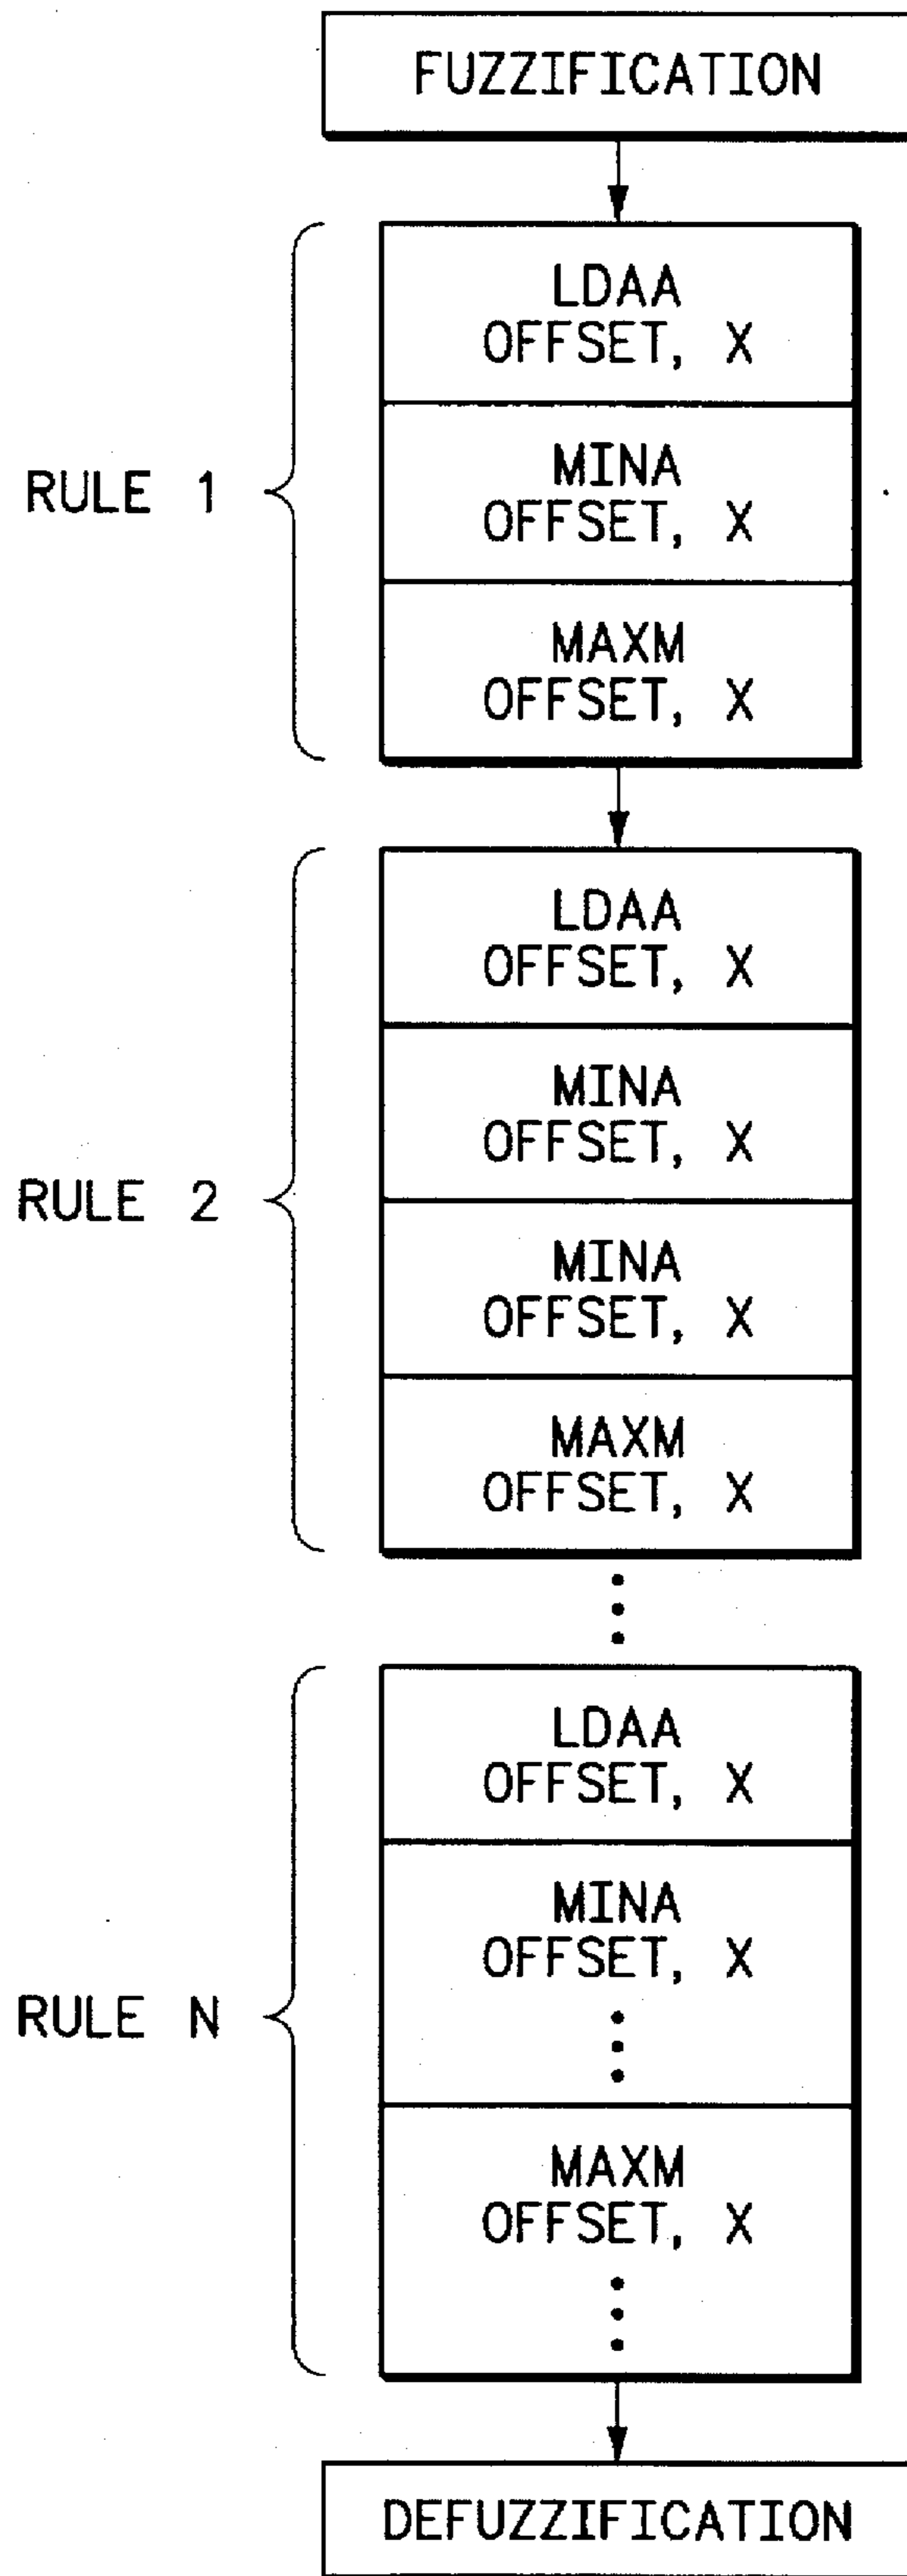 FUZZIFICATION
RULE 1
LDAA
OFFSET, X
MINA
OFFSET, X
MAXM
OFFSET, X
RULE 2
LDAA
OFFSET, X
MINA
OFFSET, X
MINA
OFFSET, X
MAXM
OFFSET, X
RULE N
LDAA
OFFSET, X
MINA
OFFSET, X
MAXM
OFFSET, X
DEFUZZIFICATION